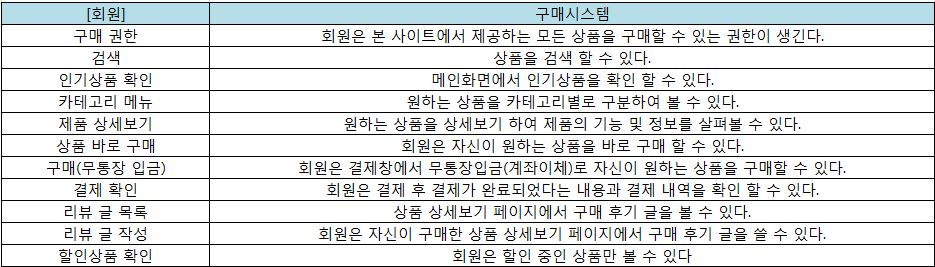 [회원] 구매시스템
구매 권한 회원은 본 사이트에서 제공하는 모든 상품을 구매할 수 있는 권한이 생긴다.
검색 상품을 검색 할 수 있다.
인기상품 확인 메인화면에서 인기상품을 확인 할 수 있다.
카테고리 메뉴 원하는 상품을 카테고리별로 구분하여 볼 수 있다.
제품 상세보기 원하는 상품을 상세보기 하여 제품의 기능 및 정보를 살펴볼 수 있다.
상품 바로 구매 회원은 자신이 원하는 상품을 바로 구매 할 수 있다.
구매(무통장 입금) 회원은 결제창에서 무통장입금(계좌이체)로 자신이 원하는 상품을 구매할 수 있다.
결제 확인 회원은 결제 후 결제가 완료되었다는 내용과 결제 내역을 확인 할 수 있다.
리뷰 글 목록 상품 상세보기 페이지에서 구매 후기 글을 볼 수 있다.
리뷰 글 작성 회원은 자신이 구매한 상품 상세보기 페이지에서 구매 후기 글을 쓸 수 있다.
할인상품 확인 회원은 할인 중인 상품만 볼 수 있다